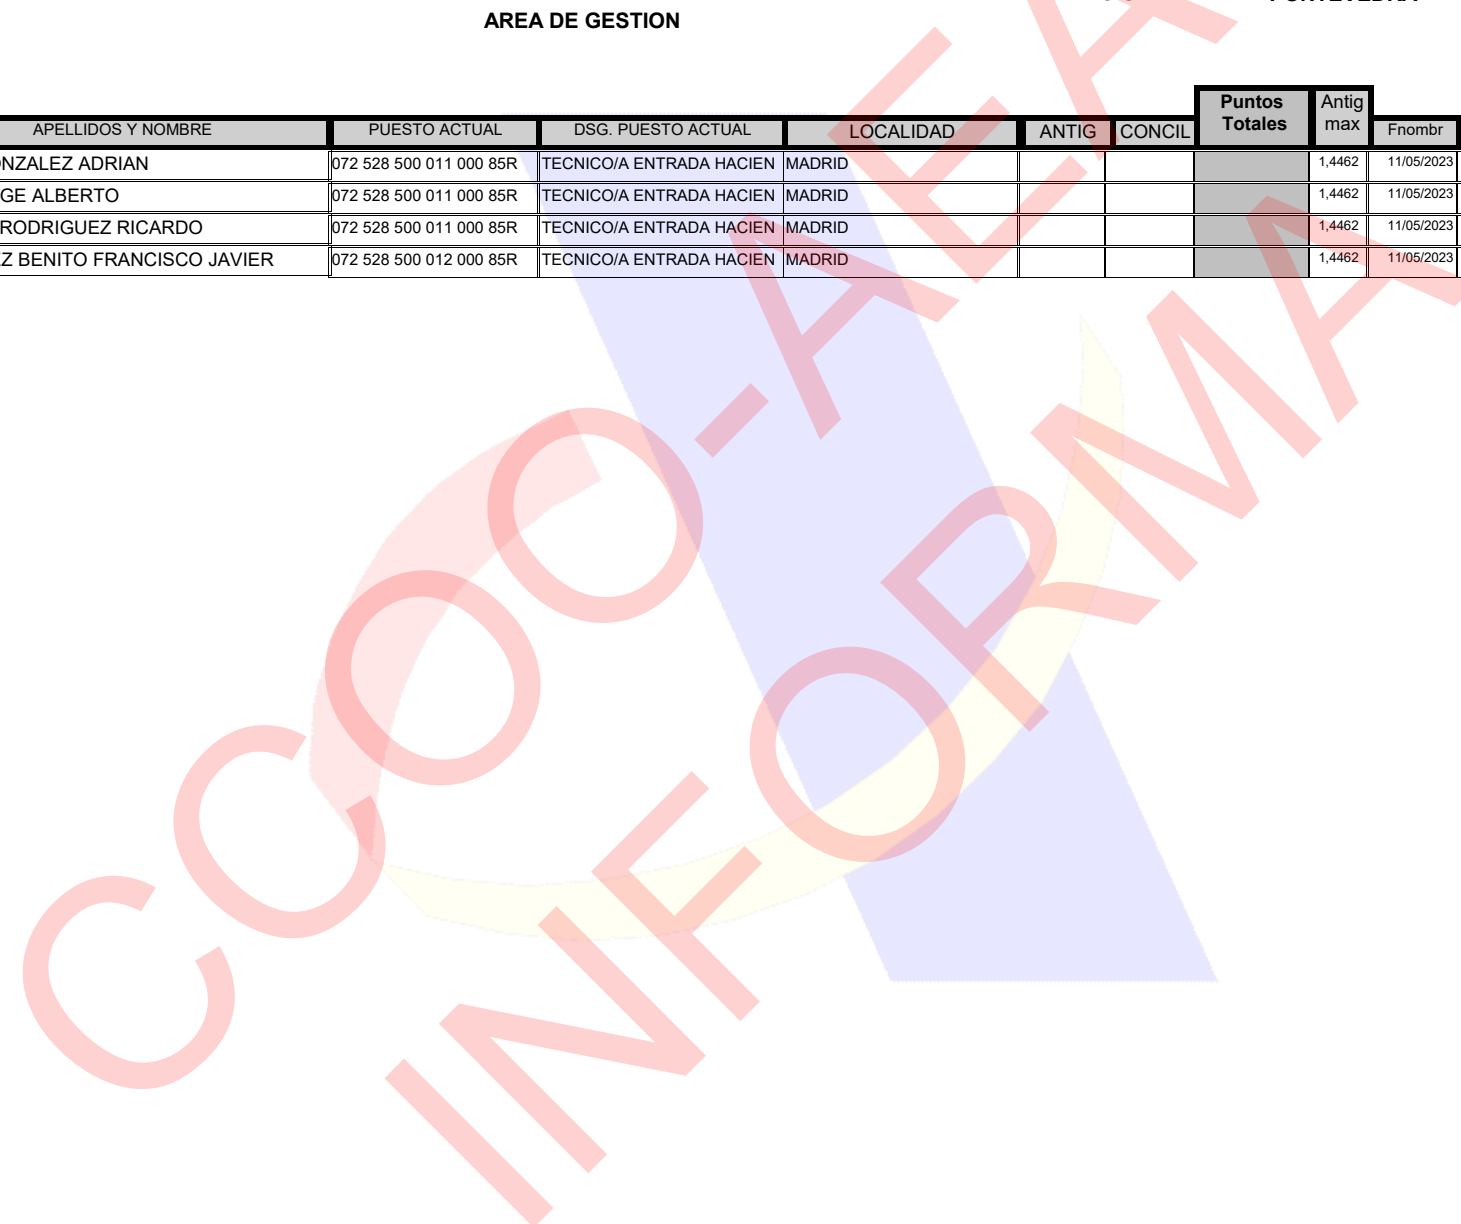 AREA DE GESTION
APELLIDOS Y NOMBRE PUESTO ACTUAL DSG. PUESTO ACTUAL LOCALIDAD ANTIG CONCIL Puntos Totales Antig max Fnombr
ADRIAN 072 528 500 011 000 85R TECNICO/A ENTRADA HACIEN MADRID 1,4462 11/05/2023
ALBERTO 072 528 500 011 000 85R TECNICO/A ENTRADA HACIEN MADRID 1,4462 11/05/2023
RODRIGUEZ RICARDO 072 528 500 011 000 85R TECNICO/A ENTRADA HACIEN MADRID 1,4462 11/05/2023
BENITO FRANCISCO JAVIER 072 528 500 012 000 85R TECNICO/A ENTRADA HACIEN MADRID 1,4462 11/05/2023
CCOO-AEA
INFORMA